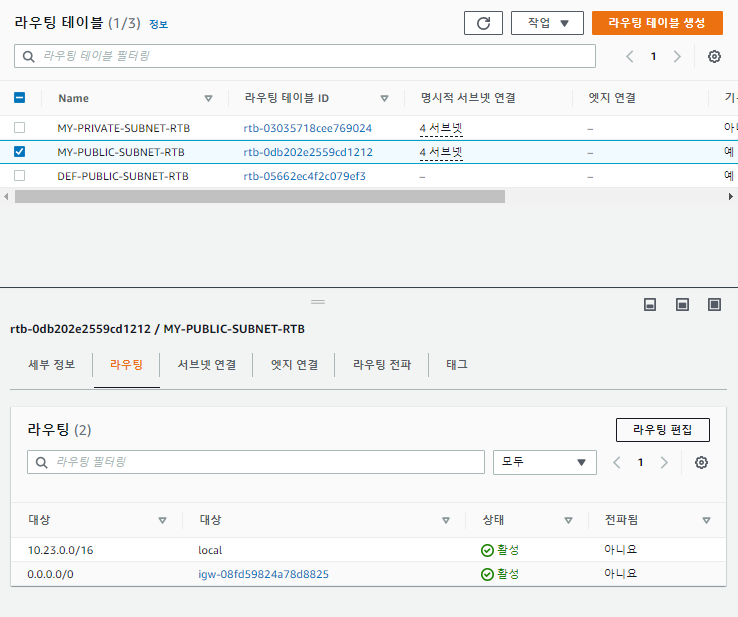 라우팅 테이블 (1/3) 정보
작업
라우팅 테이블 생성
라우팅 테이블 필터링
1
Name 라우팅 테이블 ID 명시적 서브넷 연결 엣지 연결
MY-PRIVATE-SUBNET-RTB rtb-03035718cee769024 4 서브넷 –
MY-PUBLIC-SUBNET-RTB rtb-0db202e2559cd1212 4 서브넷 – 예
DEF-PUBLIC-SUBNET-RTB rtb-05662ec4f2c079ef3 – – 예
rtb-0db202e2559cd1212 / MY-PUBLIC-SUBNET-RTB
세부 정보 라우팅 서브넷 연결 엣지 연결 라우팅 전파 태그
라우팅 (2)
라우팅 편집
라우팅 필터링
모두
1
대상 대상 상태 전파됨
10.23.0.0/16 local 활성 아니요
0.0.0.0/0 igw-08fd59824a78d8825 활성 아니요